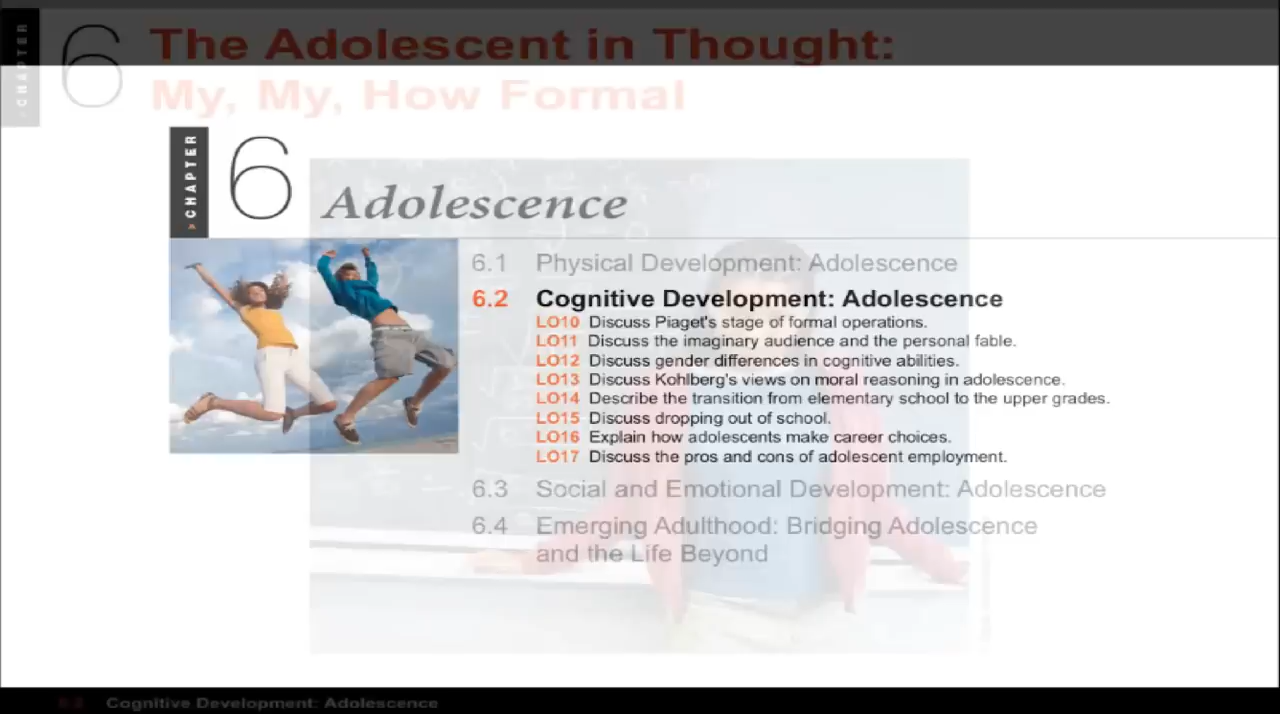 CHAPTER
6
The Adolescent in Thought:
My, My, How Formal
» CHAPTER
6
Adolescence
6.1 Physical Development: Adolescence
6.2 Cognitive Development: Adolescence
LO10 Discuss Piaget's stage of formal operations.
LO11 Discuss the imaginary audience and the personal fable.
LO12 Discuss gender differences in cognitive abilities.
LO13 Discuss Kohlberg's views on moral reasoning in adolescence.
LO14 Describe the transition from elementary school to the upper grades.
LO15 Discuss dropping out of school.
LO16 Explain how adolescents make career choices.
LO17 Discuss the pros and cons of adolescent employment.
6.3 Social and Emotional Development: Adolescence
6.4 Emerging Adulthood: Bridging Adolescence
and the Life Beyond
6.2 Cognitive Development: Adolescence